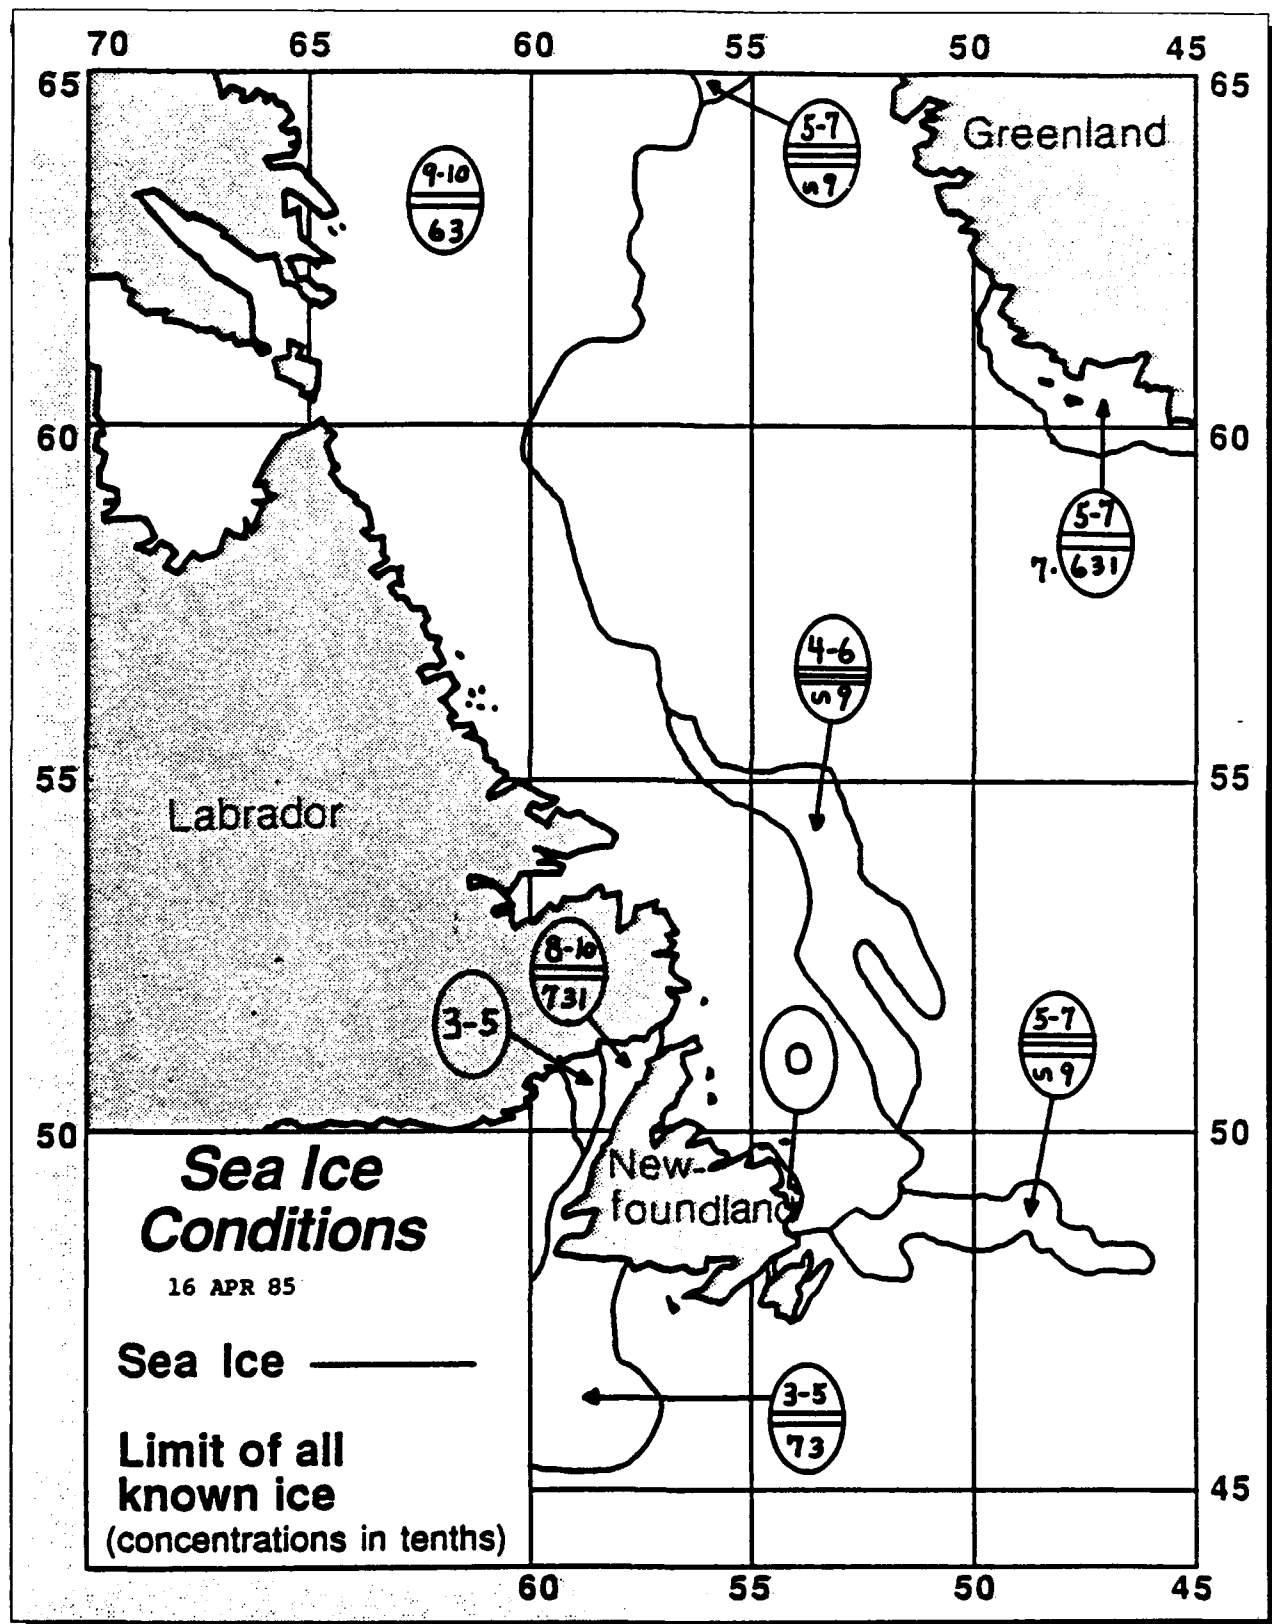 70 65 60 55 50 45
65 65
5-7
Greenland
s 9
9-10
63
60 60
5-7
7. 631
4-6
s 9
55 55
Labrador
8-10
731
3-5
5-7
0
s 9
50 50
Sea Ice
Conditions
16 APR 85
New-
foundland
Sea Ice
3-5
73
Limit of all
known ice
(concentrations in tenths)
45
60 55 50 45